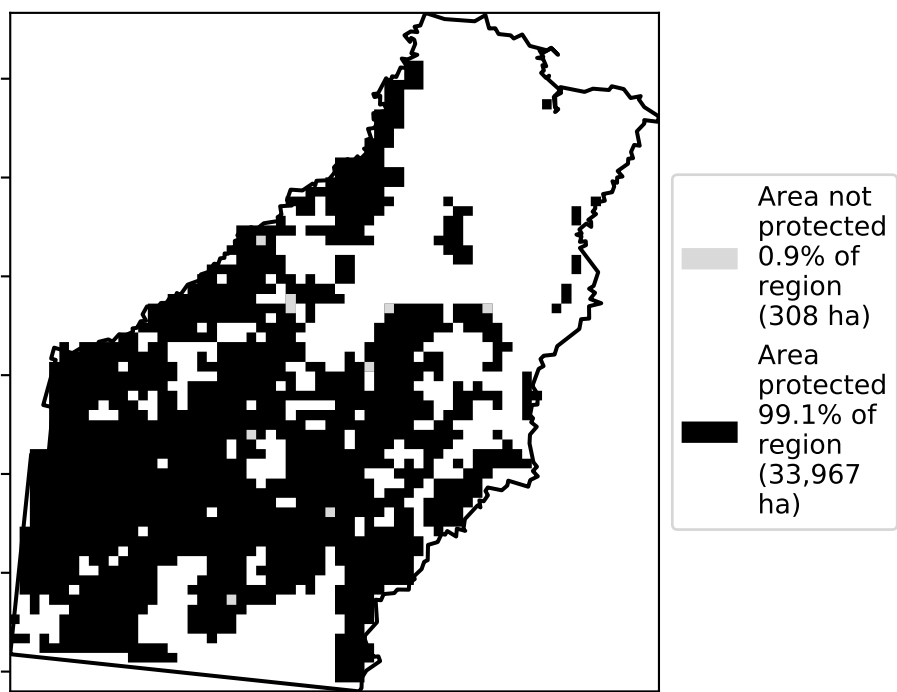 Area not
protected
0.9% of
region
(308 ha)
Area
protected
99.1% of
region
(33,967
ha)